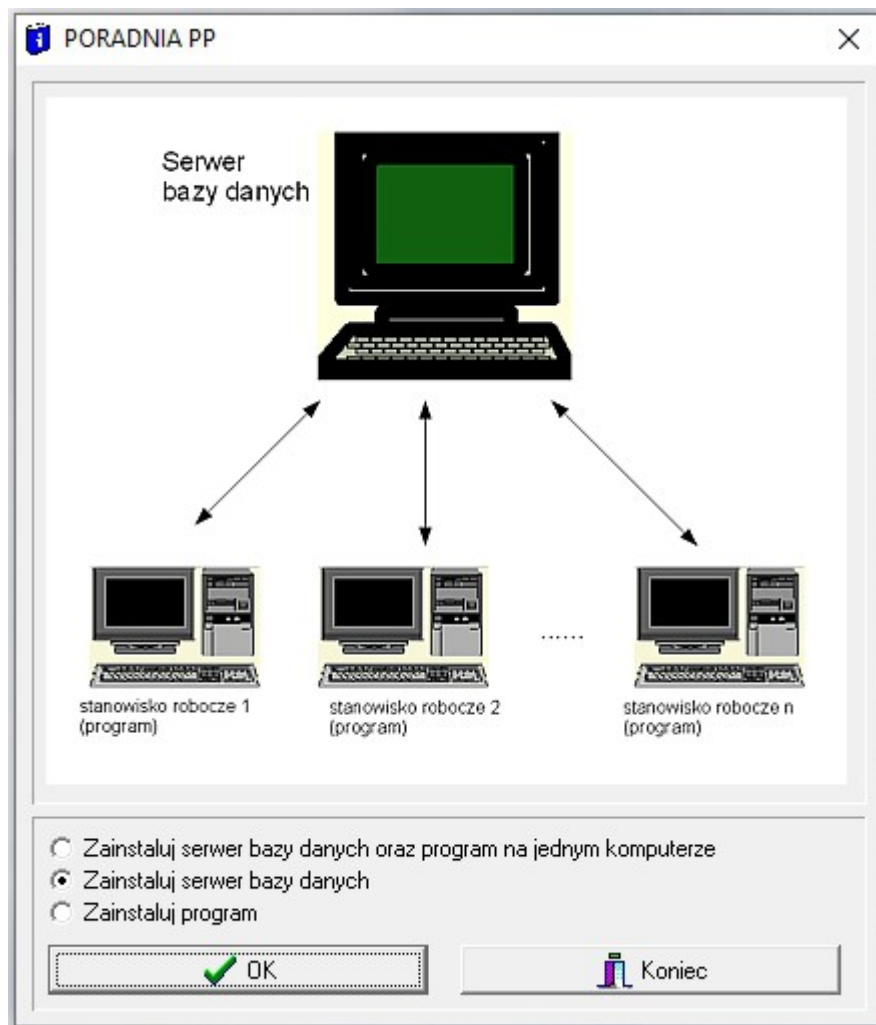 PORADNIA PP
Serwer
bazy danych
......
stanowisko robocze 1
(program)
stanowisko robocze 2
(program)
stanowisko robocze n
(program)
Zainstaluj serwer bazy danych oraz program na jednym komputerze
Zainstaluj serwer bazy danych
Zainstaluj program
OK
Koniec